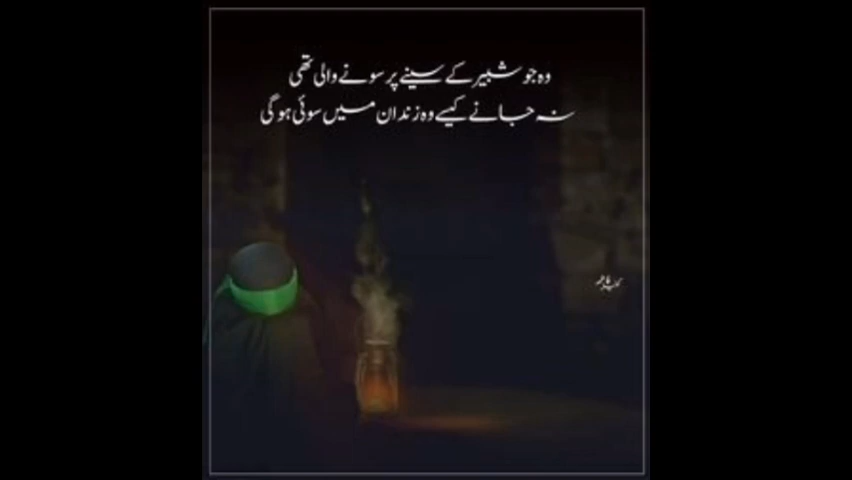 وہ جو شبیر کے سینے پر سونے والی تھی
نہ جانے کیسے وہ زندان میں سوئی ہو گی